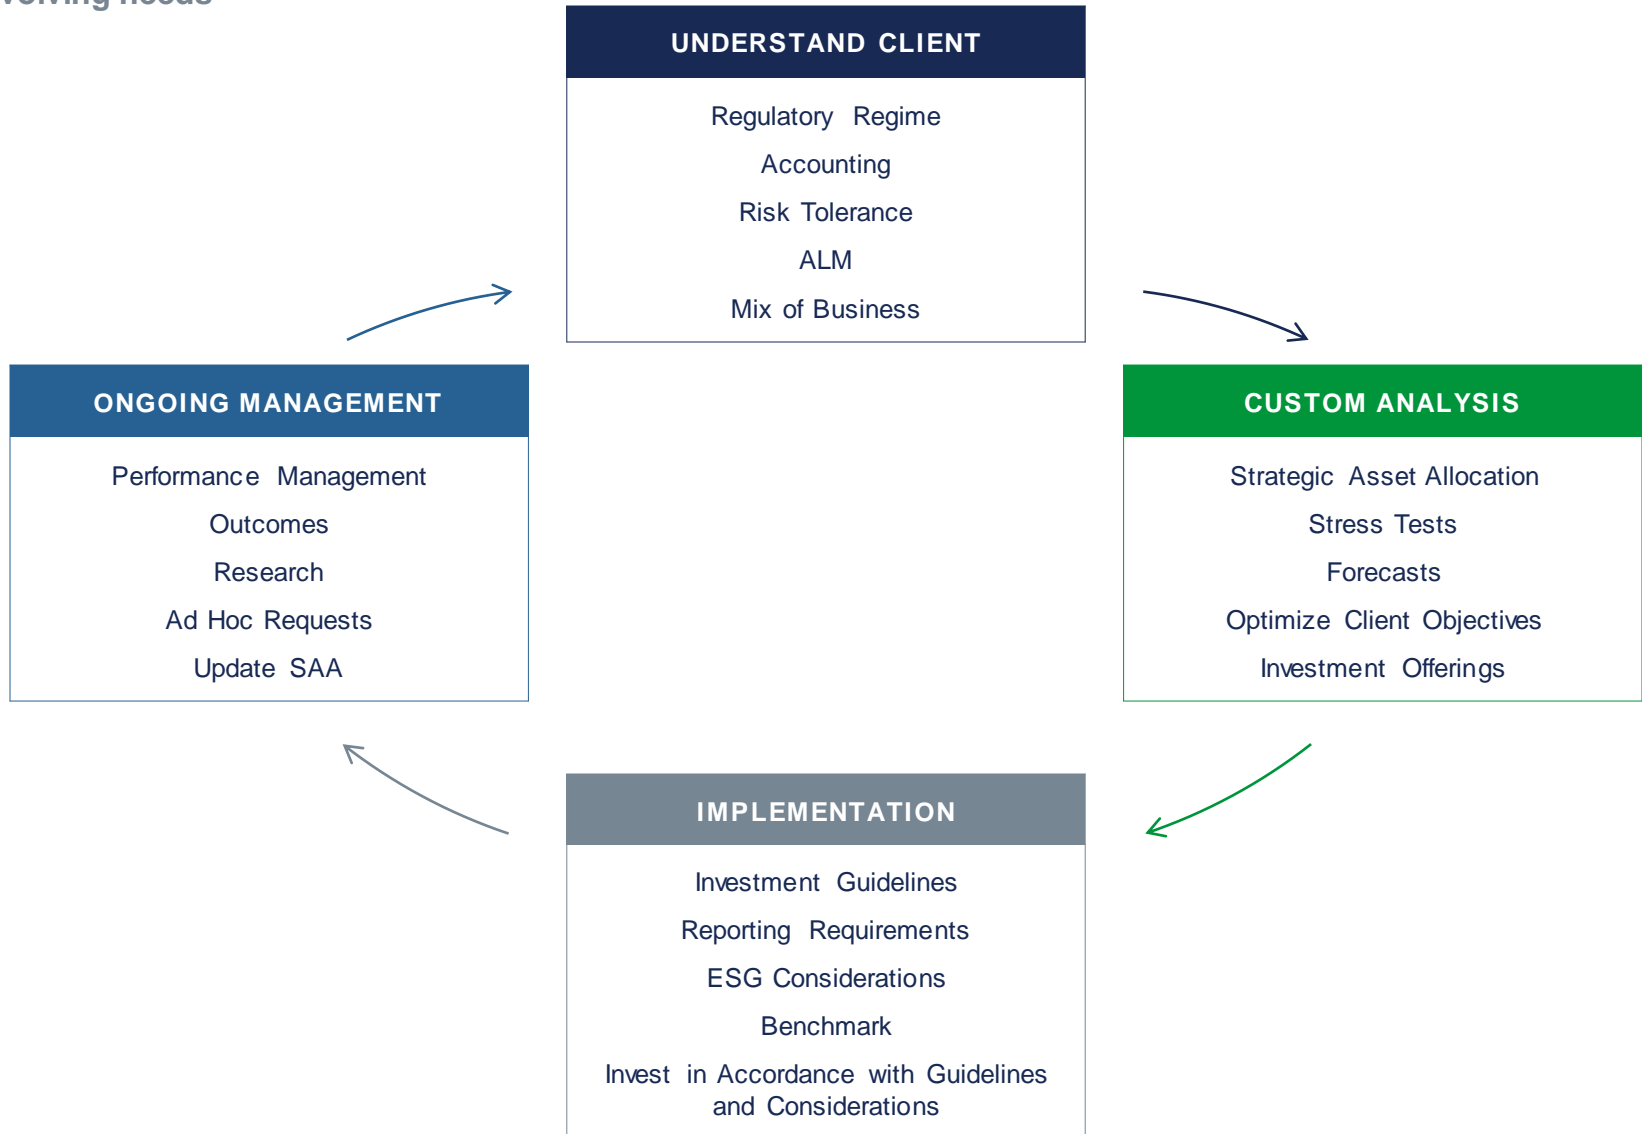 needs
UNDERSTAND CLIENT
Regulatory Regime
Accounting
Risk Tolerance
ALM
Mix of Business
ONGOING MANAGEMENT
Performance Management
Outcomes
Research
Ad Hoc Requests
Update SAA
CUSTOM ANALYSIS
Strategic Asset Allocation
Stress Tests
Forecasts
Optimize Client Objectives
Investment Offerings
IMPLEMENTATION
Investment Guidelines
Reporting Requirements
ESG Considerations
Benchmark
Invest in Accordance with Guidelines
and Considerations